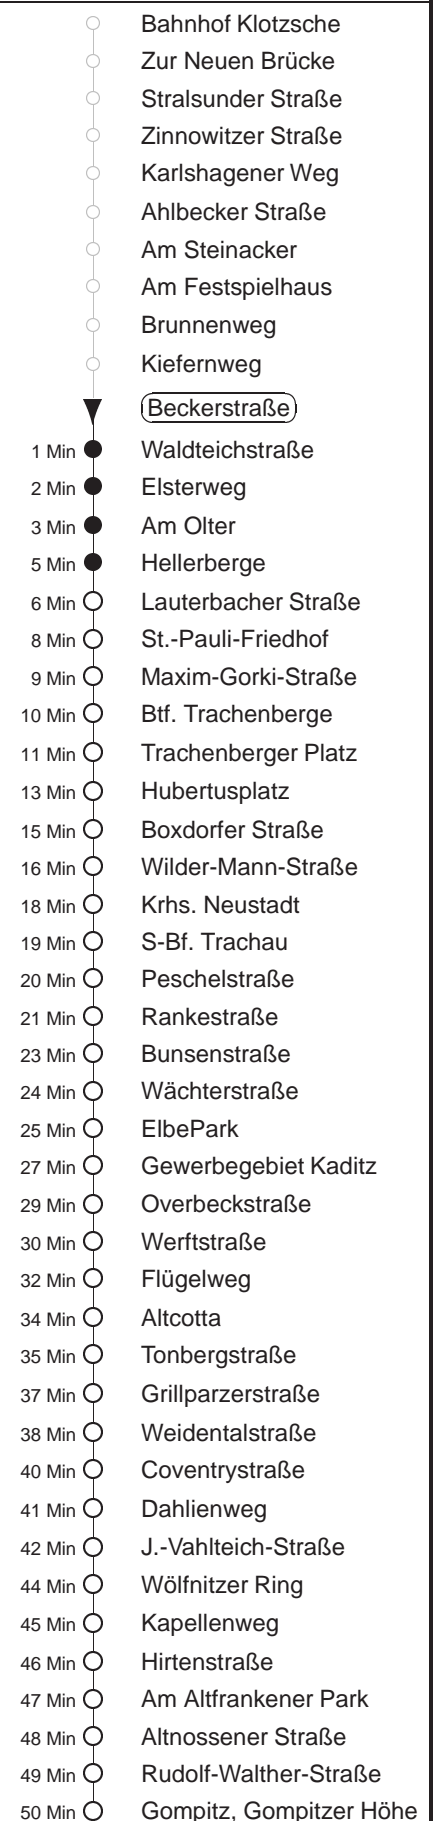 Bahnhof Klotzsche
Zur Neuen Brücke
Stralsunder Straße
Zinnowitzer Straße
Karlshagener Weg
Ahlbecker Straße
Am Steinacker
Am Festspielhaus
Brunnenweg
Kiefernweg
Beckerstraße
1 Min Waldteichstraße
2 Min Elsterweg
3 Min Am Olter
5 Min Hellerberge
6 Min Lauterbacher Straße
8 Min St.-Pauli-Friedhof
9 Min Maxim-Gorki-Straße
10 Min Btf. Trachenberge
11 Min Trachenberger Platz
13 Min Hubertusplatz
15 Min Boxdorfer Straße
16 Min Wilder-Mann-Straße
18 Min Krhs. Neustadt
19 Min S-Bf. Trachau
20 Min Peschelstraße
21 Min Rankestraße
23 Min Bunsenstraße
24 Min Wächterstraße
25 Min ElbePark
27 Min Gewerbegebiet Kaditz
29 Min Overbeckstraße
30 Min Werftstraße
32 Min Flügelweg
34 Min Altcotta
35 Min Tonbergstraße
37 Min Grillparzerstraße
38 Min Weidentalstraße
40 Min Coventrystraße
41 Min Dahlienweg
42 Min J.-Vahlteich-Straße
44 Min Wölfnitzer Ring
45 Min Kapellenweg
46 Min Hirtenstraße
47 Min Am Altfrankener Park
48 Min Altnossener Straße
49 Min Rudolf-Walther-Straße
50 Min Gompitz, Gompitzer Höhe